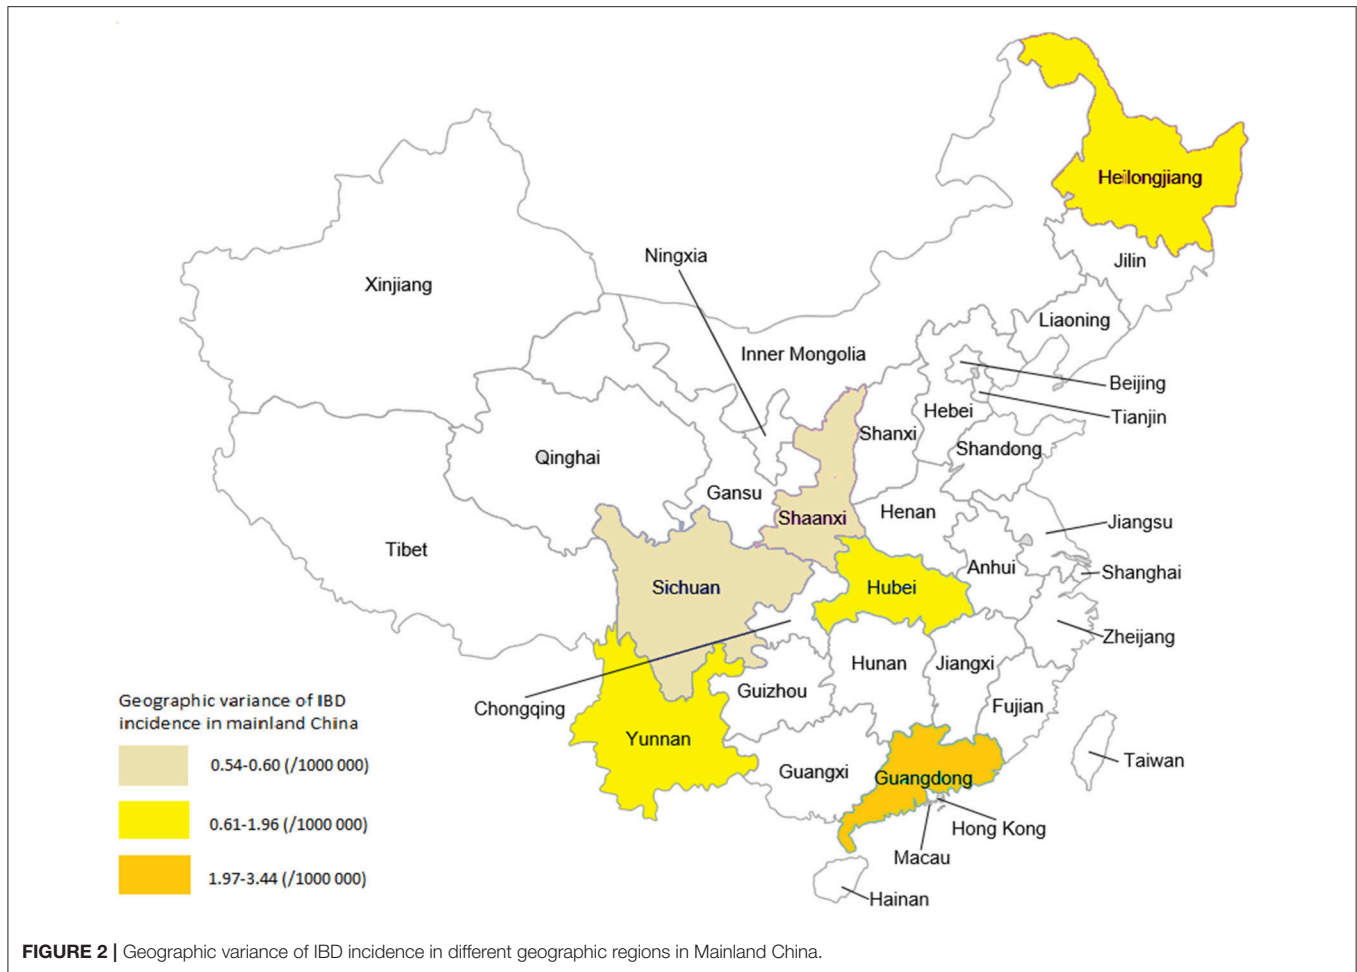 Heilongjiang
Jilin
Ningxia
Xinjiang
Liaoning
Inner Mongolia
Beijing
Hebei
Tianjin
Shanxi
Shandong
Qinghai
Gansu
Henan
Shaanxi
Jiangsu
Tibet
Anhui
Shanghai
Sichuan
Hubei
Zheijang
Hunan
Jiangxi
Guizhou
Chongqing
Fujian
Yunnan
Taiwan
Guangxi
Guangdong
Hong Kong
Macau
Hainan
Geographic variance of IBD
incidence in mainland China
0.54-0.60 (/1000 000)
0.61-1.96 (/1000 000)
1.97-3.44 (/1000 000)
FIGURE 2 | Geographic variance of IBD incidence in different geographic regions in Mainland China.